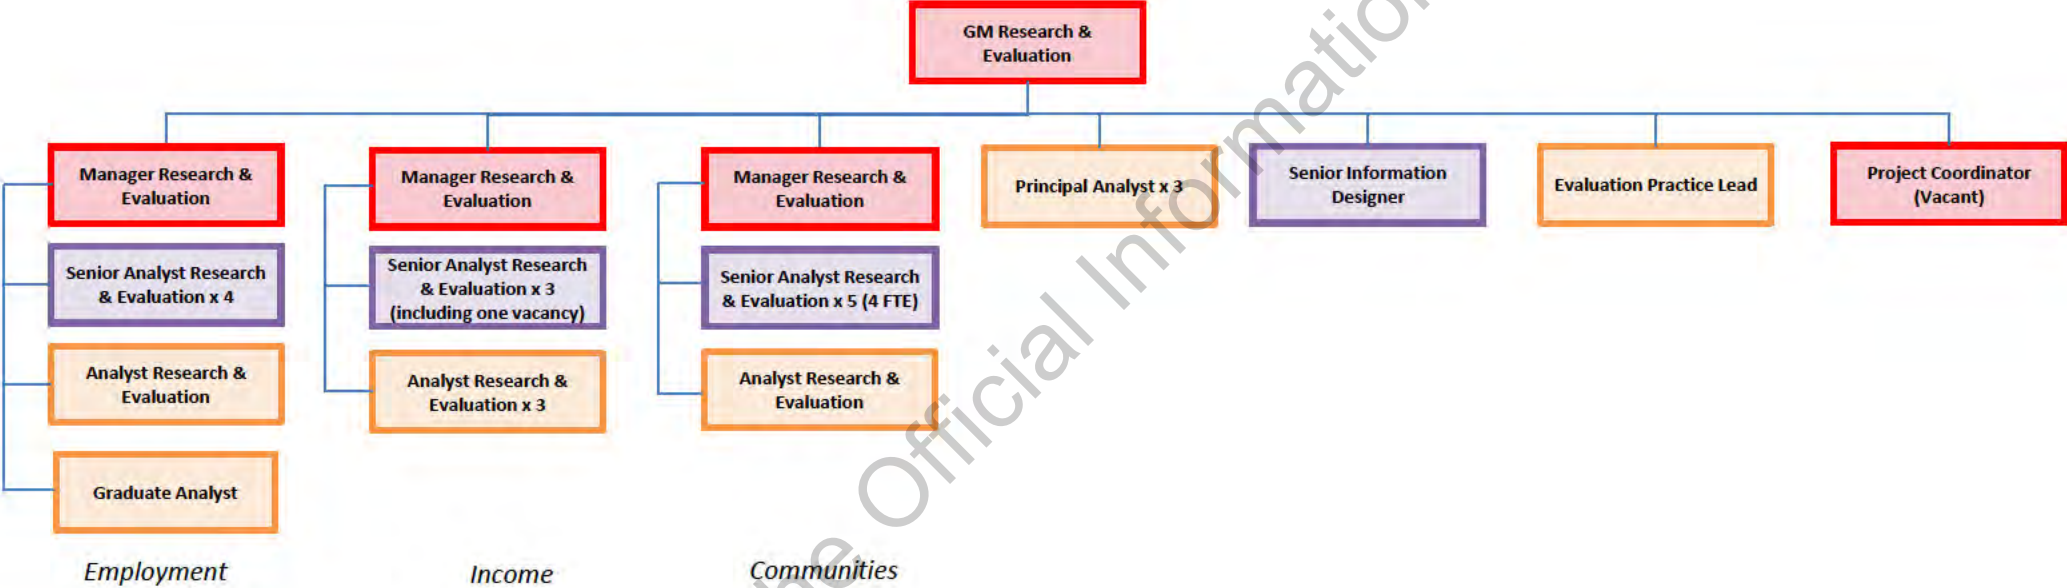 GM Research &
Evaluation
Manager Research &
Evaluation
Manager Research &
Evaluation
Manager Research &
Evaluation
Principal Analyst x 3
Senior Information
Designer
Evaluation Practice Lead
Project Coordinator
(Vacant)
Senior Analyst Research
& Evaluation x 4
Senior Analyst Research
& Evaluation x 3
(including one vacancy)
Senior Analyst Research
& Evaluation x 5 (4 FTE)
Analyst Research &
Evaluation
Analyst Research &
Evaluation x 3
Analyst Research &
Evaluation
Graduate Analyst
Employment
Income
Communities
he Official Information